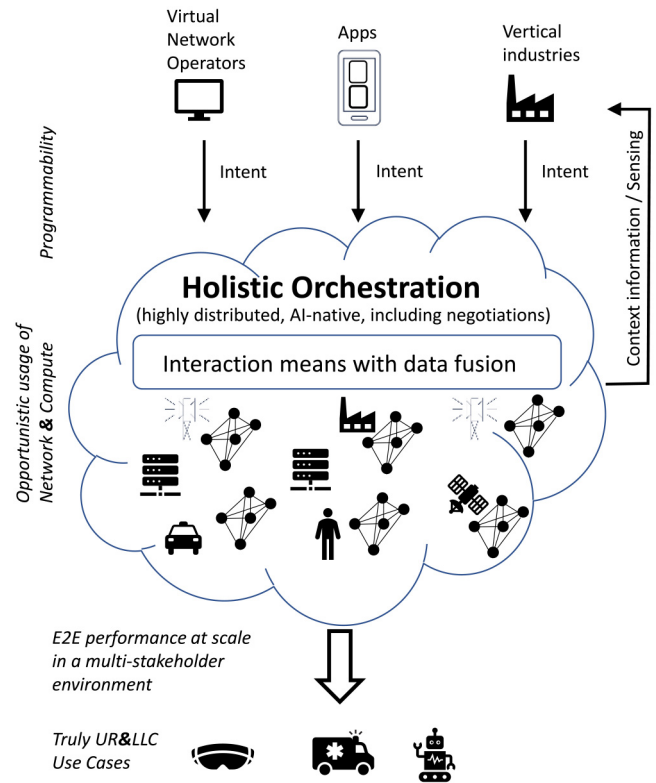 Virtual
Network
Operators
Apps
Vertical
industries
Programmability
Intent
Intent
Intent
Context information / Sensing
Holistic Orchestration
(highly distributed, AI-native, including negotiations)
Interaction means with data fusion
Opportunistic usage of
Network & Compute
E2E performance at scale
in a multi-stakeholder
environment
Truly UR&LLC
Use Cases